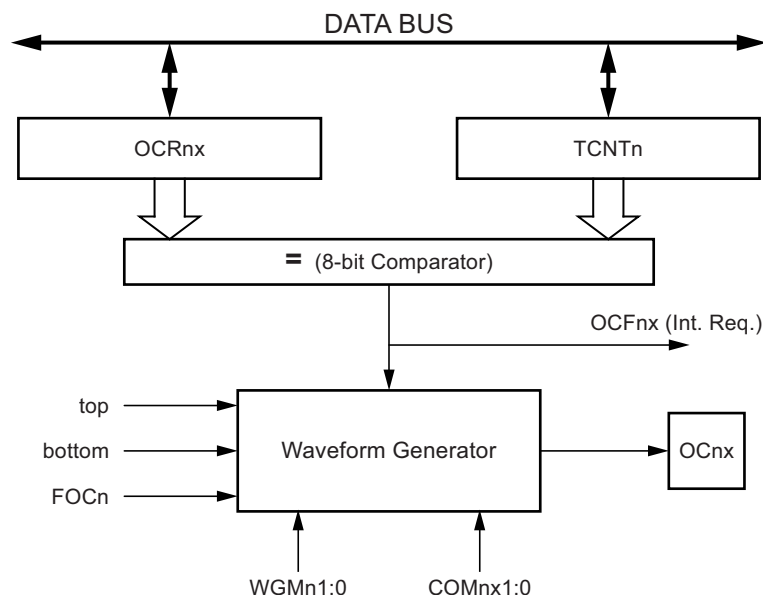 DATA BUS
OCRnx
TCNTn
= (8-bit Comparator)
OCFnx (Int. Req.)
top
bottom
FOCn
Waveform Generator
OCnx
WGMn1:0
COMnx1:0